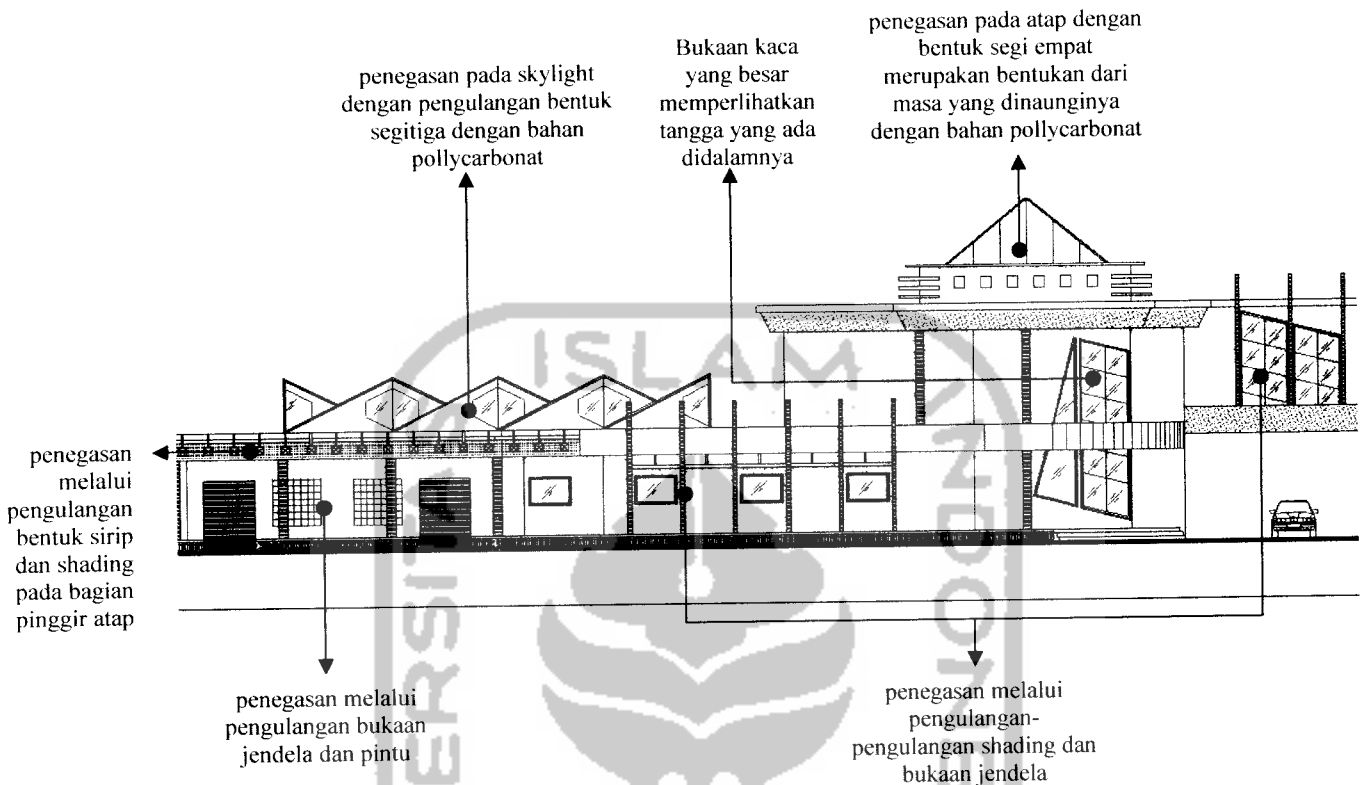 penegasan pada skylight
dengan pengulangan bentuk
segitiga dengan bahan
pollycarbonat
Bukaan kaca
yang besar
memperlihatkan
tangga yang ada
didalamnya
penegasan pada atap dengan
bentuk segi empat
merupakan bentukan dari
masa yang dinaunginya
dengan bahan pollycarbonat
penegasan
melalui
pengulangan
bentuk sirip
dan shading
pada bagian
pinggir atap
penegasan melalui
pengulangan bukaan
jendela dan pintu
penegasan melalui
pengulangan-
pengulangan shading dan
bukaan jendela
ISLAM
ERSITAS
INDONE